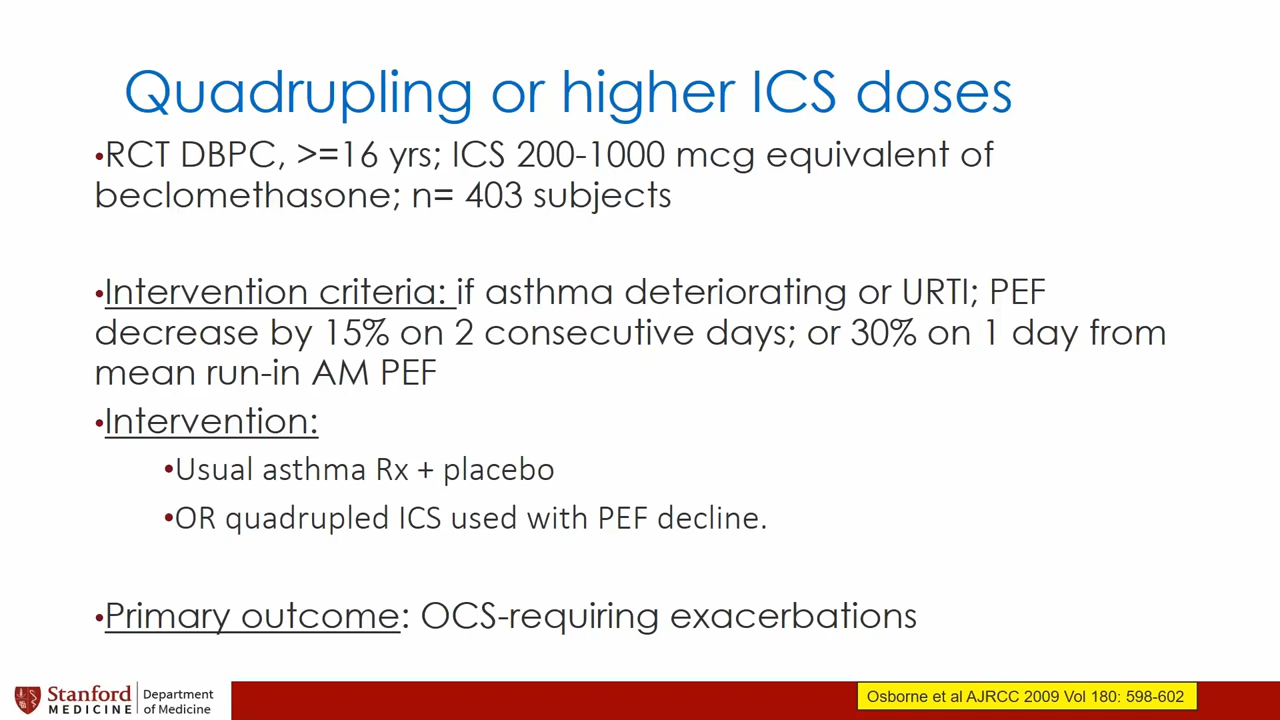 Quadrupling or higher ICS doses
•RCT DBPC, >=16 yrs; ICS 200-1000 mcg equivalent of
beclomethasone; n= 403 subjects
•Intervention criteria: if asthma deteriorating or URTI; PEF
decrease by 15% on 2 consecutive days; or 30% on 1 day from
mean run-in AM PEF
•Intervention:
•Usual asthma Rx + placebo
•OR quadrupled ICS used with PEF decline.
•Primary outcome: OCS-requiring exacerbations
Stanford
MEDICINE
Department
of Medicine
Osborne et al AJRCC 2009 Vol 180: 598-602